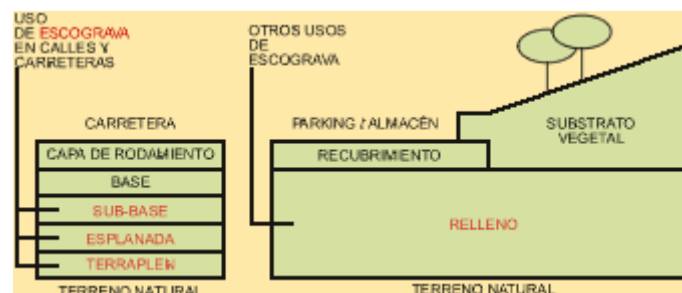 USO
DE ESCOGRAVA
EN CALLES Y
CARRETERAS
CARRETERA
CAPA DE RODAMIENTO
BASE
SUB-BASE
ESPLANADA
TERRAPLEN
TERRENO NATURAL
OTROS USOS
DE
ESCOGRAVA
PARKING / ALMACÉN
RECUBRIMIENTO
SUBSTRATO
VEGETAL
RELLENO
TERRENO NATURAL